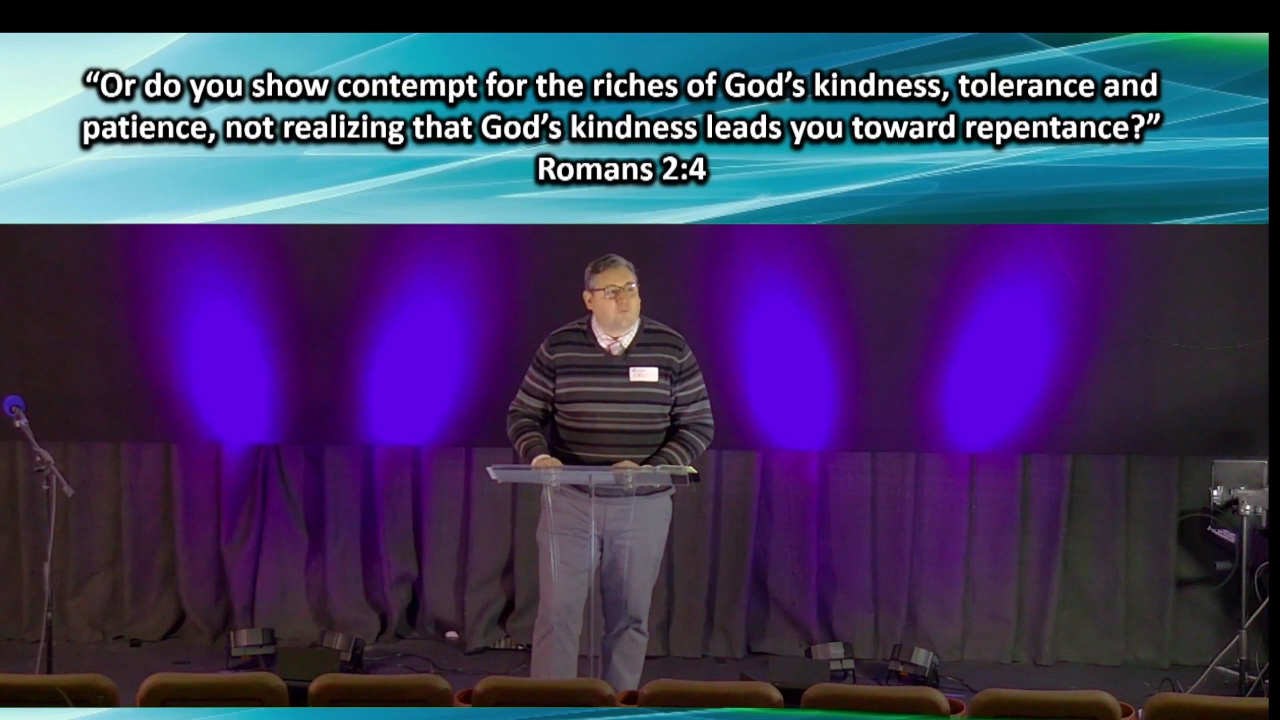 “Or do you show contempt for the riches of God’s kindness, tolerance and
patience, not realizing that God’s kindness leads you toward repentance?”
Romans 2:4